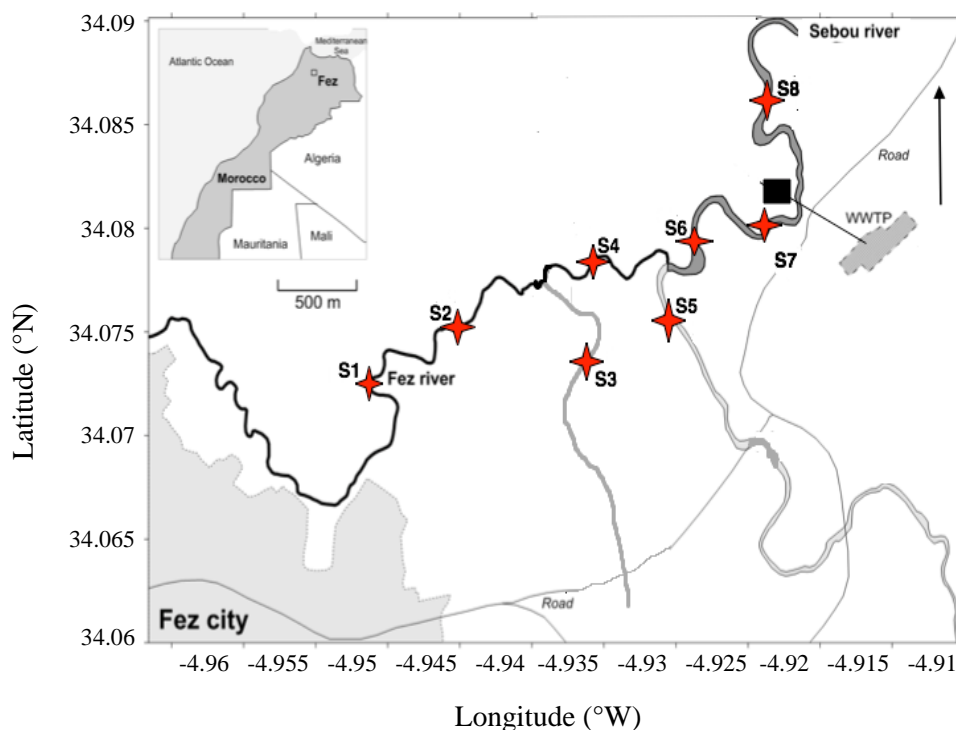 34.09
34.085
34.08
34.075
34.07
34.065
34.06
Latitude (°N)
Mediterranean
Sea
Atlantic Ocean
Fez
Algeria
Morocco
Mauritania
Mali
500 m
Sebou river
S8
Road
WWTP
S6
S7
S4
S5
S2
S1
Fez river
S3
Road
Fez city
-4.96
-4.955
-4.95
-4.945
-4.94
-4.935
-4.93
-4.925
-4.92
-4.915
-4.91
Longitude (°W)